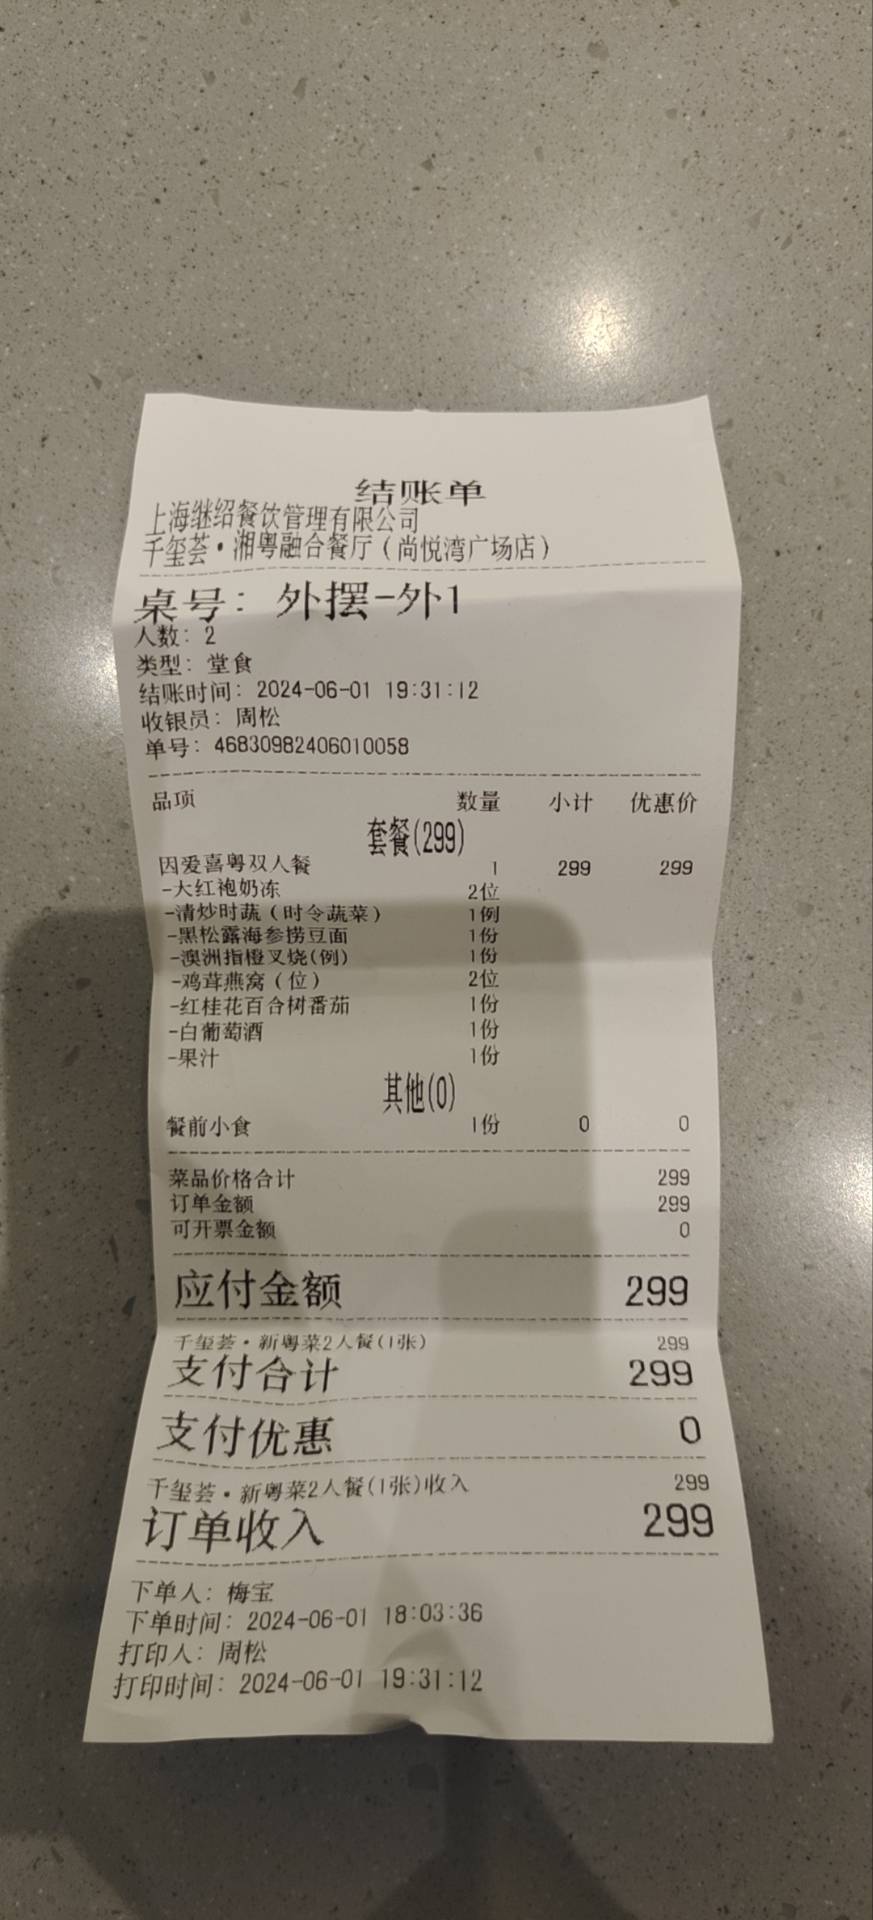 结账单
上海继绍餐饮管理有限公司
千玺荟·湘粤融合餐厅（尚悦湾广场店）
桌号：外摆-外1
人数：2
类型：堂食
结账时间：2024-06-01 19:31:12
收银员：周松
单号：46830982406010058
品项 数量 小计 优惠价
套餐(299)
因爱喜粤双人餐 1 299 299
-大红袍奶冻 2位
-清炒时蔬（时令蔬菜） 1例
-黑松露海参捞豆面 1份
-澳洲指橙叉烧(例) 1份
-鸡茸燕窝（位） 2位
-红桂花百合树番茄 1份
-白葡萄酒 1份
-果汁 1份
其他(0)
餐前小食 1份 0 0
菜品价格合计 299
订单金额 299
可开票金额 0
应付金额 299
千玺荟·新粤菜2人餐(1张) 299
支付合计 299
支付优惠 0
千玺荟·新粤菜2人餐(1张)收入 299
订单收入 299
下单人：梅宝
下单时间：2024-06-01 18:03:36
打印人：周松
打印时间：2024-06-01 19:31:12